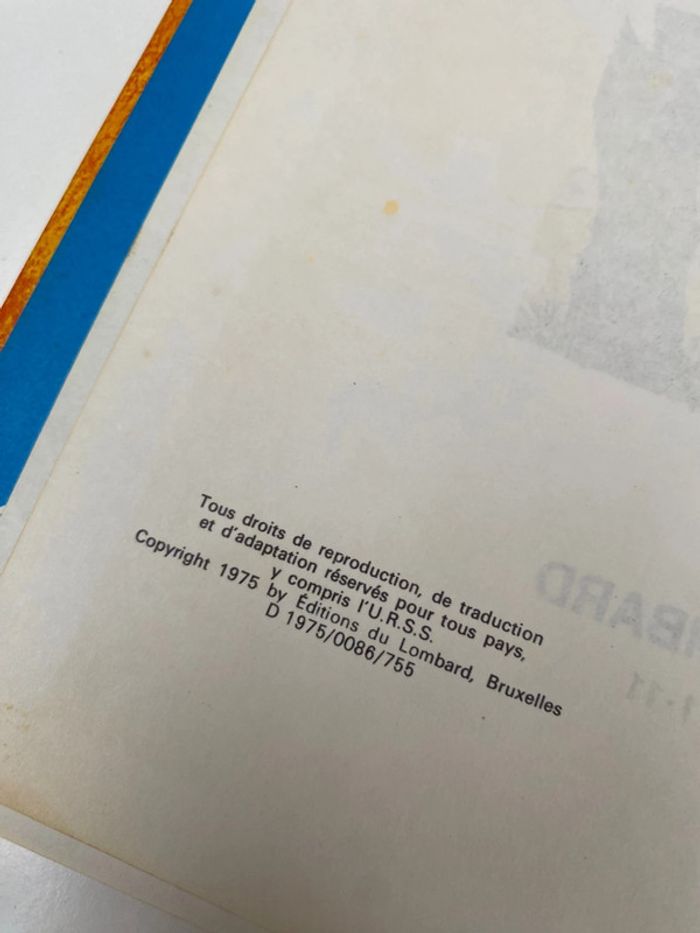 Tous droits de reproduction, de traduction
et d'adaptation réservés pour tous pays,
y compris l'U.R.S.S.
Copyright 1975 by Éditions du Lombard, Bruxelles
D 1975/0086/755